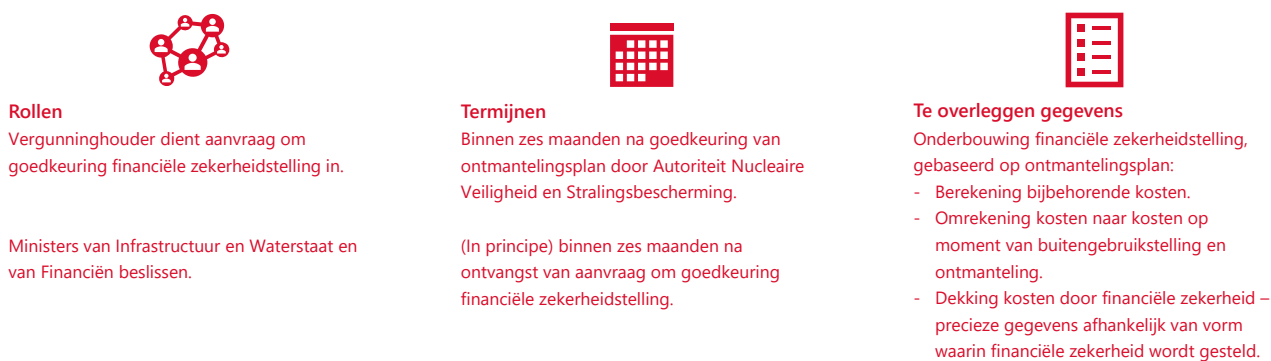 Rollen
Vergunninghouder dient aanvraag om
goedkeuring financiële zekerheidstelling in.
Ministers van Infrastructuur en Waterstaat en
van Financiën beslissen.
Termijnen
Binnen zes maanden na goedkeuring van
ontmantelingsplan door Autoriteit Nucleaire
Veiligheid en Stralingsbescherming.
(In principe) binnen zes maanden na
ontvangst van aanvraag om goedkeuring
financiële zekerheidstelling.
Te overleggen gegevens
Onderbouwing financiële zekerheidstelling,
gebaseerd op ontmantelingsplan:
- Berekening bijbehorende kosten.
- Omrekening kosten naar kosten op
moment van buitengebruikstelling en
ontmanteling.
- Dekking kosten door financiële zekerheid –
precieze gegevens afhankelijk van vorm
waarin financiële zekerheid wordt gesteld.